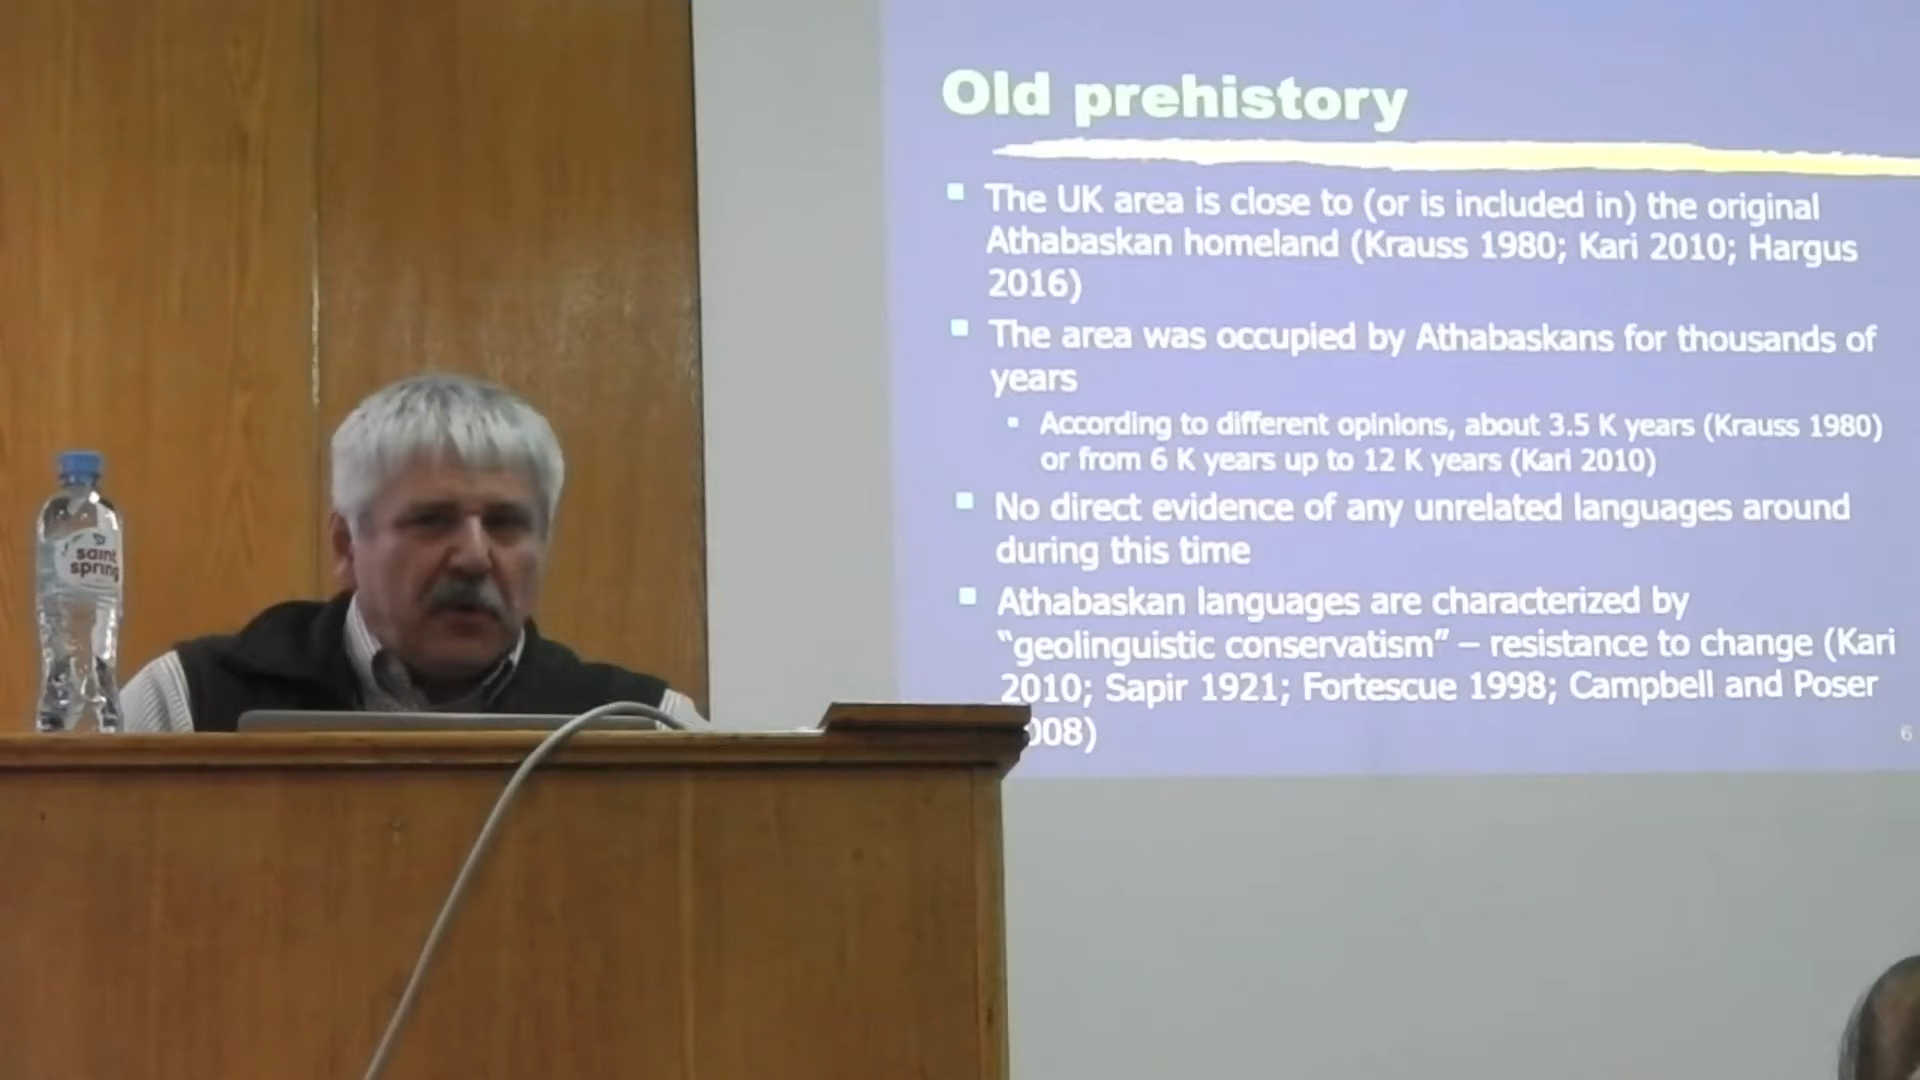 Old prehistory
The UK area is close to (or is included in) the original
Athabaskan homeland (Krauss 1980; Kari 2010; Hargus
2016)
The area was occupied by Athabaskans for thousands of
years
According to different opinions, about 3.5 K years (Krauss 1980)
or from 6 K years up to 12 K years (Kari 2010)
No direct evidence of any unrelated languages around
during this time
Athabaskan languages are characterized by
“geolinguistic conservatism” – resistance to change (Kari
2010; Sapir 1921; Fortescue 1998; Campbell and Poser
008)
6
saint
spring